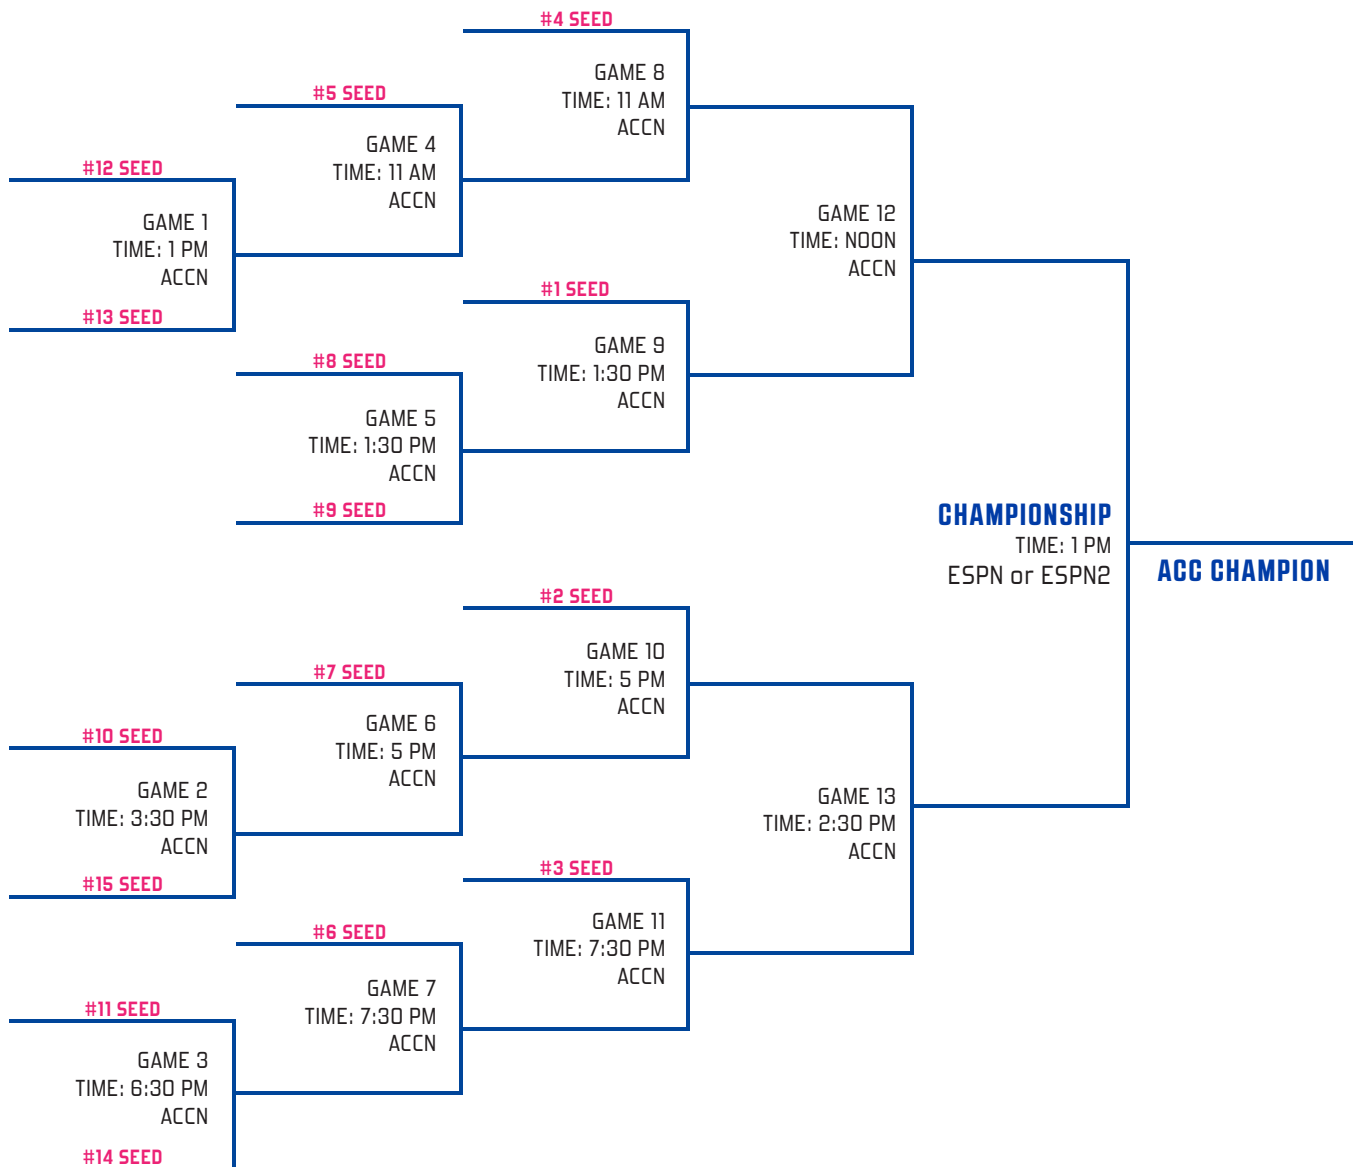 #4 SEED
GAME 8
TIME: 11 AM
ACCN
#5 SEED
GAME 4
TIME: 11 AM
ACCN
#12 SEED
GAME 1
TIME: 1 PM
ACCN
#13 SEED
GAME 12
TIME: NOON
ACCN
#1 SEED
GAME 9
TIME: 1:30 PM
ACCN
#8 SEED
GAME 5
TIME: 1:30 PM
ACCN
#9 SEED
CHAMPIONSHIP
TIME: 1 PM
ESPN or ESPN2
ACC CHAMPION
#2 SEED
GAME 10
TIME: 5 PM
ACCN
#7 SEED
GAME 6
TIME: 5 PM
ACCN
#10 SEED
GAME 2
TIME: 3:30 PM
ACCN
#15 SEED
GAME 13
TIME: 2:30 PM
ACCN
#3 SEED
GAME 11
TIME: 7:30 PM
ACCN
#6 SEED
GAME 7
TIME: 7:30 PM
ACCN
#11 SEED
GAME 3
TIME: 6:30 PM
ACCN
#14 SEED